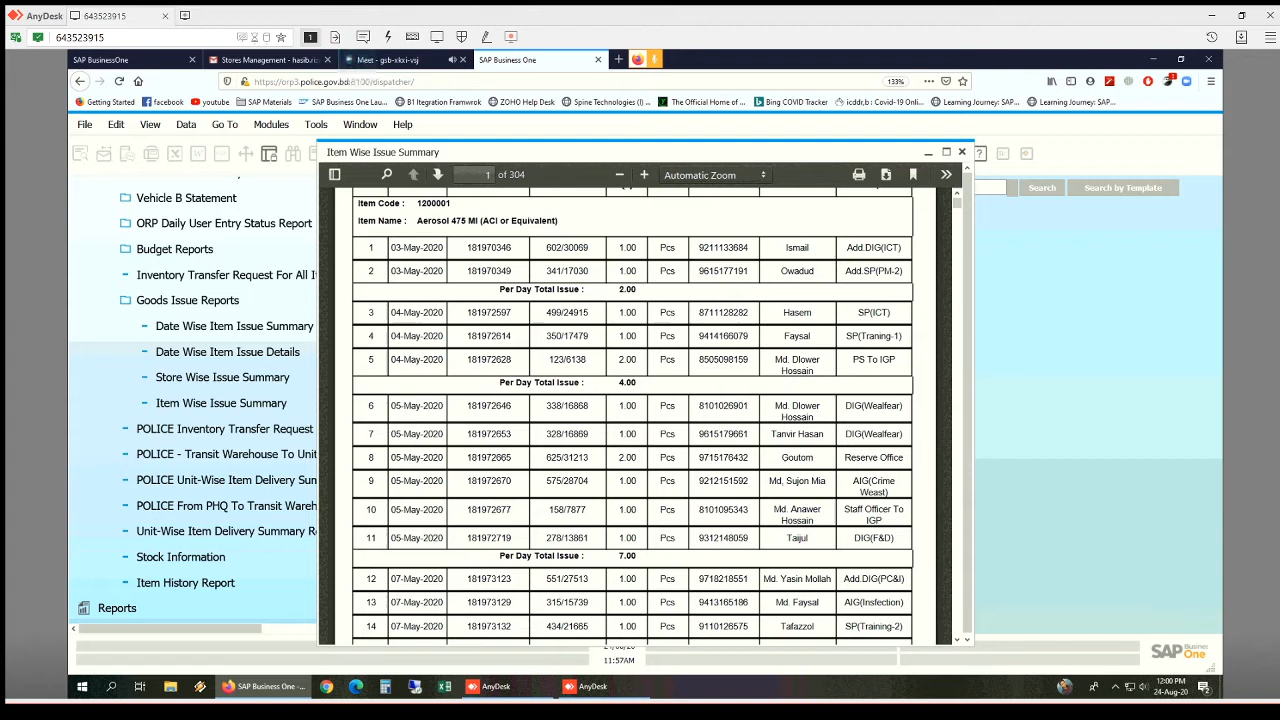 AnyDesk 643523915
643523915
1
SAP BusinessOne
Stores Management - hasib.ri
Meet - gsb-xkxi-vsj
SAP Business One
https://orp3.police.gov.bd:8100/dispatcher/
133%
Getting Started
facebook
youtube
SAP Materials
SAP Business One Lau...
B1 Itegration Framwrok
ZOHO Help Desk
Spine Technologies (I)...
The Official Home of ...
Bing COVID Tracker
icddr,b : Covid-19 Onli...
Learning Journey: SAP...
Learning Journey: SAP...
File Edit View Data Go To Modules Tools Window Help
Search
Search by Template
Vehicle B Statement
ORP Daily User Entry Status Report
Budget Reports
Inventory Transfer Request For All I
Goods Issue Reports
Date Wise Item Issue Summary
Date Wise Item Issue Details
Store Wise Issue Summary
Item Wise Issue Summary
POLICE Inventory Transfer Request
POLICE - Transit Warehouse To Unit
POLICE Unit-Wise Item Delivery Sun
POLICE From PHQ To Transit Wareh
Unit-Wise Item Delivery Summary R
Stock Information
Item History Report
Reports
Item Wise Issue Summary
1 of 304
Automatic Zoom
Item Code : 1200001
Item Name : Aerosol 475 Ml (ACI or Equivalent)
1 03-May-2020 181970346 602/30069 1.00 Pcs 9211133684 Ismail Add.DIG(ICT)
2 03-May-2020 181970349 341/17030 1.00 Pcs 9615177191 Owadud Add.SP(PM-2)
Per Day Total Issue : 2.00
3 04-May-2020 181972597 499/24915 1.00 Pcs 8711128282 Hasem SP(ICT)
4 04-May-2020 181972614 350/17479 1.00 Pcs 9414166079 Faysal SP(Traning-1)
5 04-May-2020 181972628 123/6138 2.00 Pcs 8505098159 Md. Dlower Hossain PS To IGP
Per Day Total Issue : 4.00
6 05-May-2020 181972646 338/16868 1.00 Pcs 8101026901 Md. Dlower Hossain DIG(Wealfear)
7 05-May-2020 181972653 328/16869 1.00 Pcs 9615179661 Tanvir Hasan DIG(Wealfear)
8 05-May-2020 181972665 625/31213 2.00 Pcs 9715176432 Goutom Reserve Office
9 05-May-2020 181972670 575/28704 1.00 Pcs 9212151592 Md, Sujon Mia AIG(Crime Weast)
10 05-May-2020 181972677 158/7877 1.00 Pcs 8101095343 Md. Anawer Hossain Staff Officer To IGP
11 05-May-2020 181972719 278/13861 1.00 Pcs 9312148059 Taijul DIG(F&D)
Per Day Total Issue : 7.00
12 07-May-2020 181973123 551/27513 1.00 Pcs 9718218551 Md. Yasin Mollah Add.DIG(PC&I)
13 07-May-2020 181973129 315/15739 1.00 Pcs 9413165186 Md. Faysal AIG(Insfection)
14 07-May-2020 181973132 434/21665 1.00 Pcs 9110126575 Tafazzol SP(Training-2)
11:57AM
SAP Business One
SAP Business One -...
AnyDesk
AnyDesk
12:00 PM
24-Aug-20
2